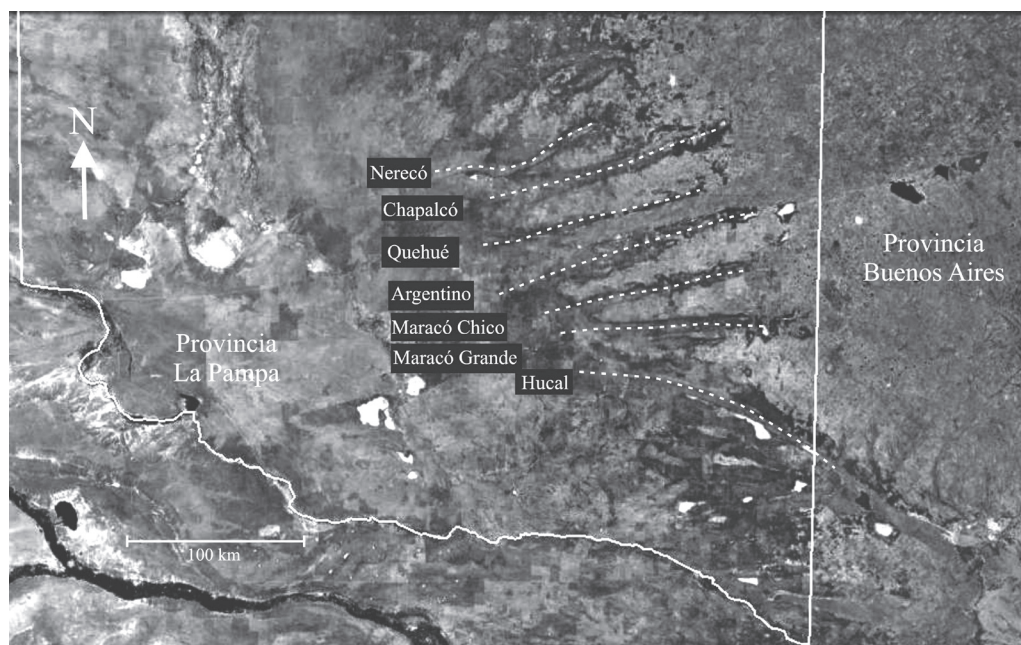 N
Nerecó
Chapalcó
Quehué
Argentino
Maracó Chico
Maracó Grande
Hucal
Provincia
La Pampa
Provincia
Buenos Aires
100 km